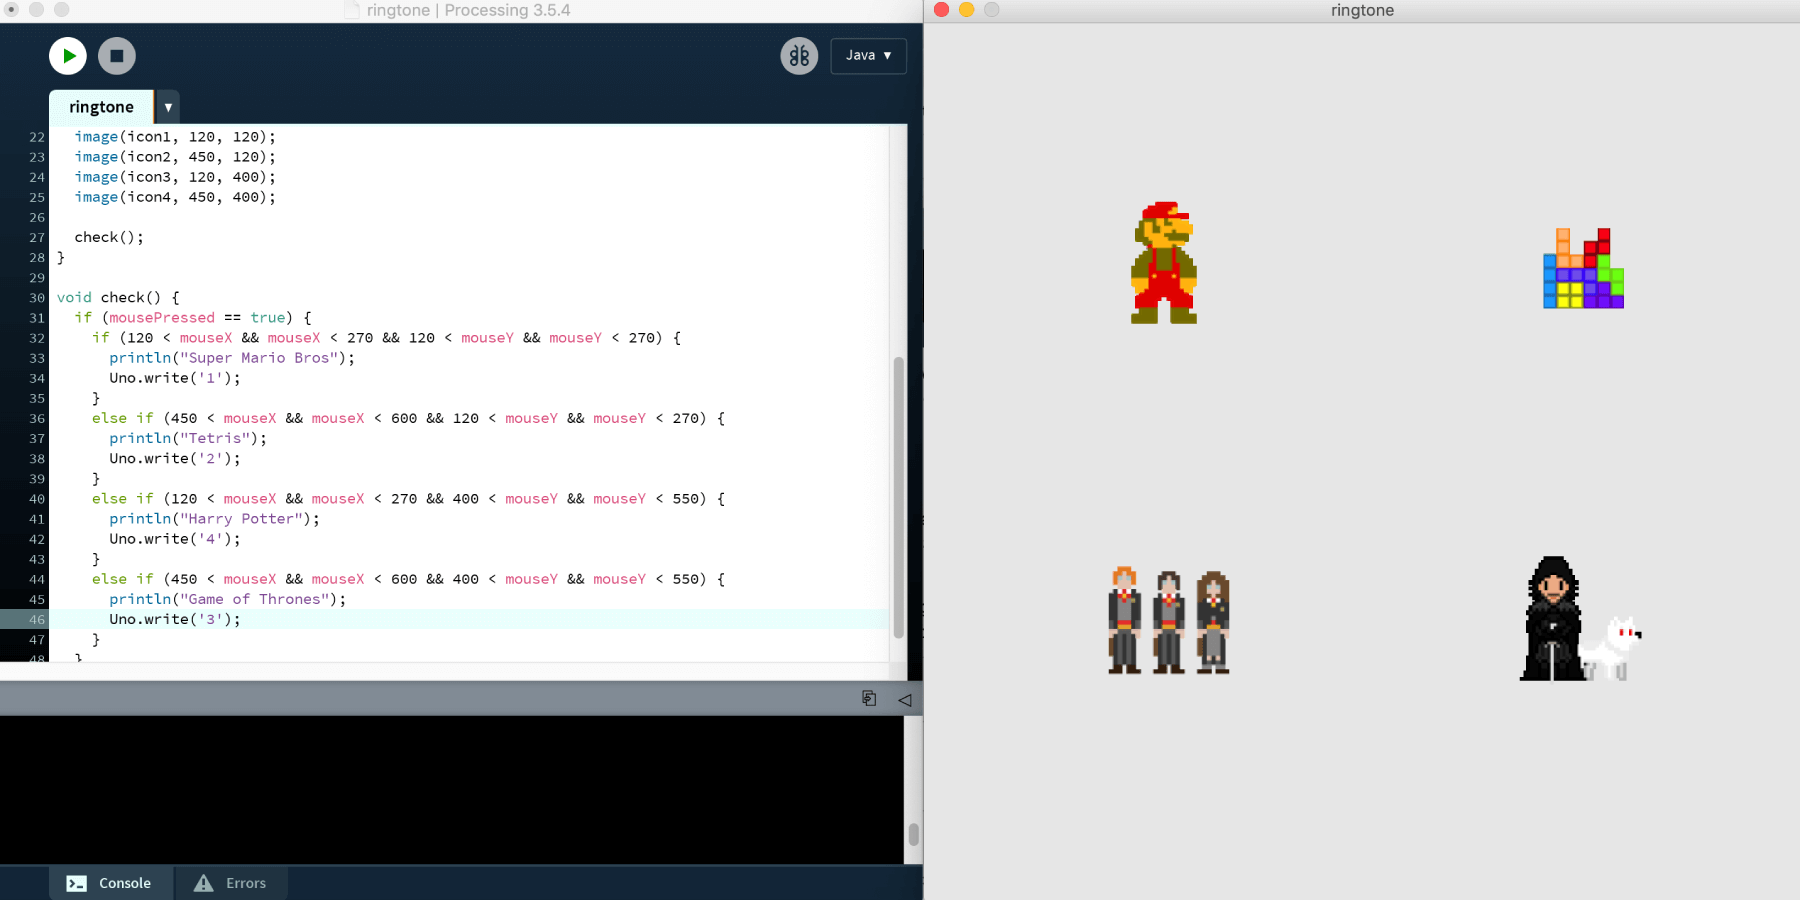 ringtone | Processing 3.5.4
Java ▼
ringtone ▼
22 image(icon1, 120, 120);
23 image(icon2, 450, 120);
24 image(icon3, 120, 400);
25 image(icon4, 450, 400);
26
27 check();
28 }
29
30 void check() {
31 if (mousePressed == true) {
32 if (120 < mouseX && mouseX < 270 && 120 < mouseY && mouseY < 270) {
33 println("Super Mario Bros");
34 Uno.write('1');
35 }
36 else if (450 < mouseX && mouseX < 600 && 120 < mouseY && mouseY < 270) {
37 println("Tetris");
38 Uno.write('2');
39 }
40 else if (120 < mouseX && mouseX < 270 && 400 < mouseY && mouseY < 550) {
41 println("Harry Potter");
42 Uno.write('4');
43 }
44 else if (450 < mouseX && mouseX < 600 && 400 < mouseY && mouseY < 550) {
45 println("Game of Thrones");
46 Uno.write('3');
47 }
48 }
Console
Errors
ringtone